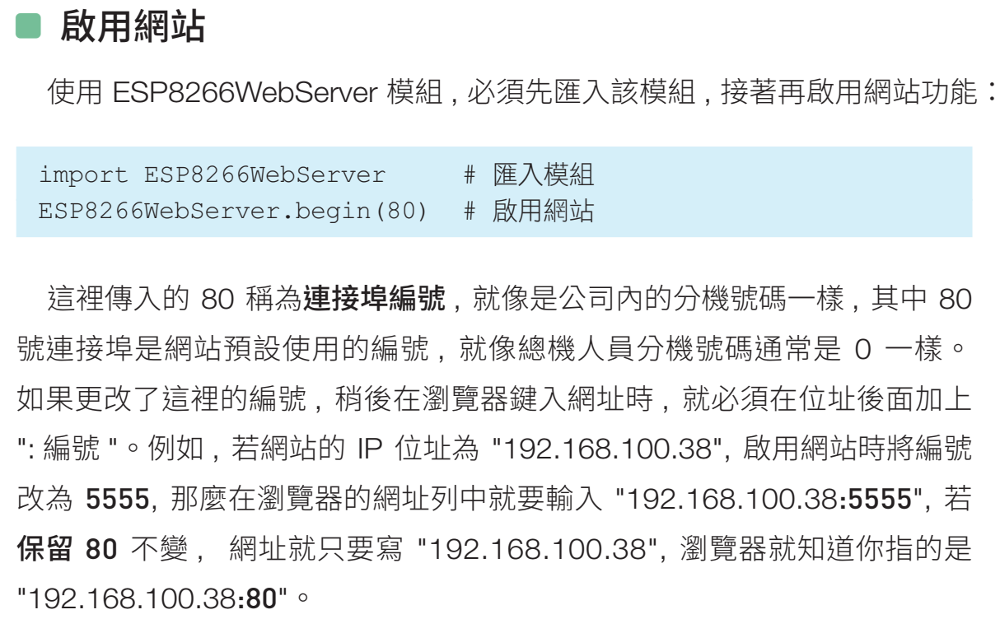 啟用網站
使用 ESP8266WebServer 模組 , 必須先匯入該模組 , 接著再啟用網站功能：
import ESP8266WebServer # 匯入模組
ESP8266WebServer.begin(80) # 啟用網站
這裡傳入的 80 稱為連接埠編號 , 就像是公司內的分機號碼一樣 , 其中 80
號連接埠是網站預設使用的編號 , 就像總機人員分機號碼通常是 0 一樣。
如果更改了這裡的編號 , 稍後在瀏覽器鍵入網址時 , 就必須在位址後面加上
": 編號 "。例如 , 若網站的 IP 位址為 "192.168.100.38", 啟用網站時將編號
改為 5555, 那麼在瀏覽器的網址列中就要輸入 "192.168.100.38:5555", 若
保留 80 不變 , 網址就只要寫 "192.168.100.38", 瀏覽器就知道你指的是
"192.168.100.38:80"。